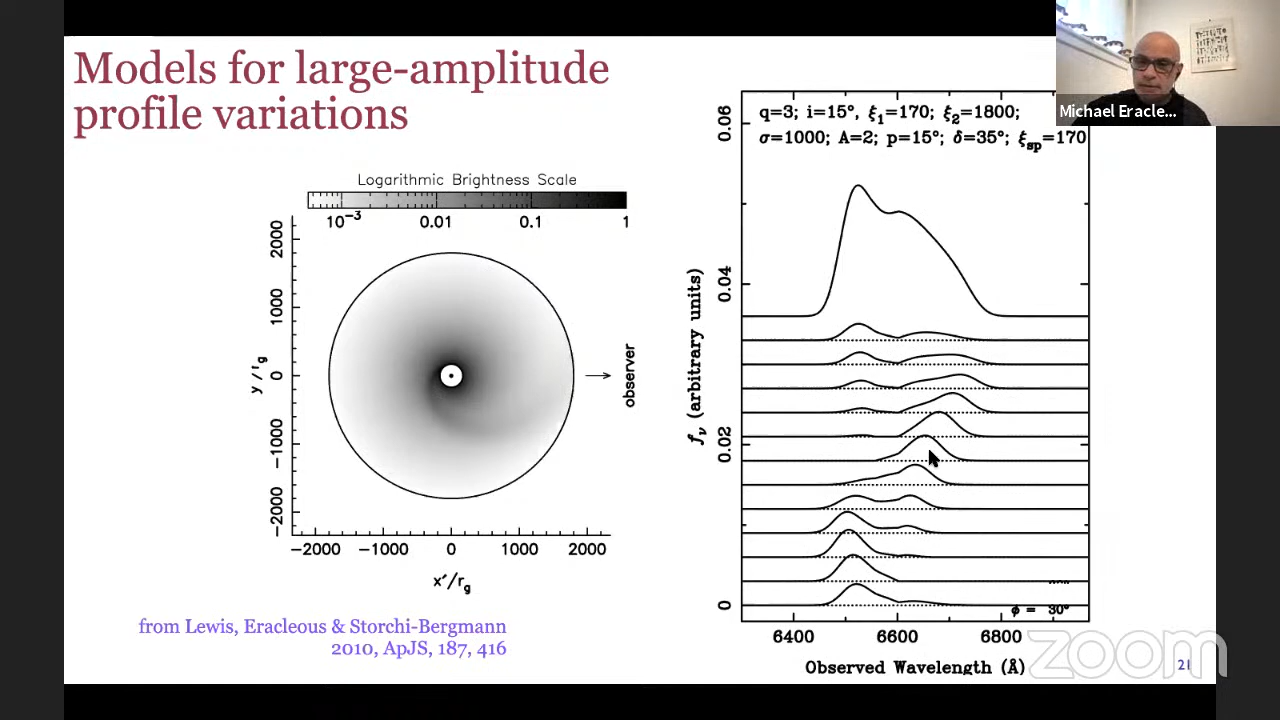 Models for large-amplitude
profile variations
Michael Eracle...
Logarithmic Brightness Scale
10⁻³ 0.01 0.1 1
2000
1000
0
−1000
−2000
y'/r_g
−2000 −1000 0 1000 2000
x'/r_g
observer
from Lewis, Eracleous & Storchi-Bergmann
2010, ApJS, 187, 416
q=3; i=15°, ξ₁=170; ξ₂=1800;
σ=1000; A=2; p=15°; δ=35°; ξ_sp=170
0.06
0.04
0.02
0
f_ν (arbitrary units)
φ = 30°
6400 6600 6800
Observed Wavelength (Å)
zoom
21